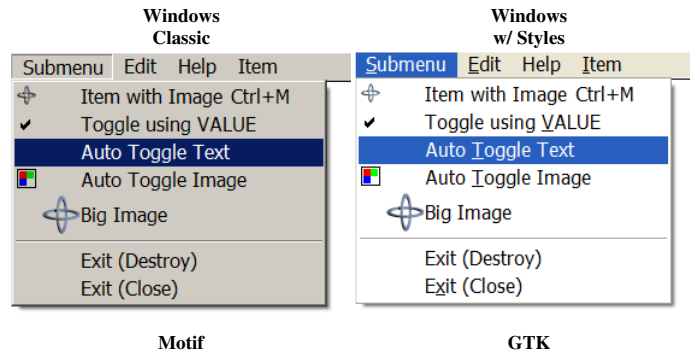 Windows
Classic
Submenu Edit Help Item
Item with Image Ctrl+M
Toggle using VALUE
Auto Toggle Text
Auto Toggle Image
Big Image
Exit (Destroy)
Exit (Close)
Windows
w/ Styles
Submenu Edit Help Item
Item with Image Ctrl+M
Toggle using VALUE
Auto Toggle Text
Auto Toggle Image
Big Image
Exit (Destroy)
Exit (Close)
Motif
GTK